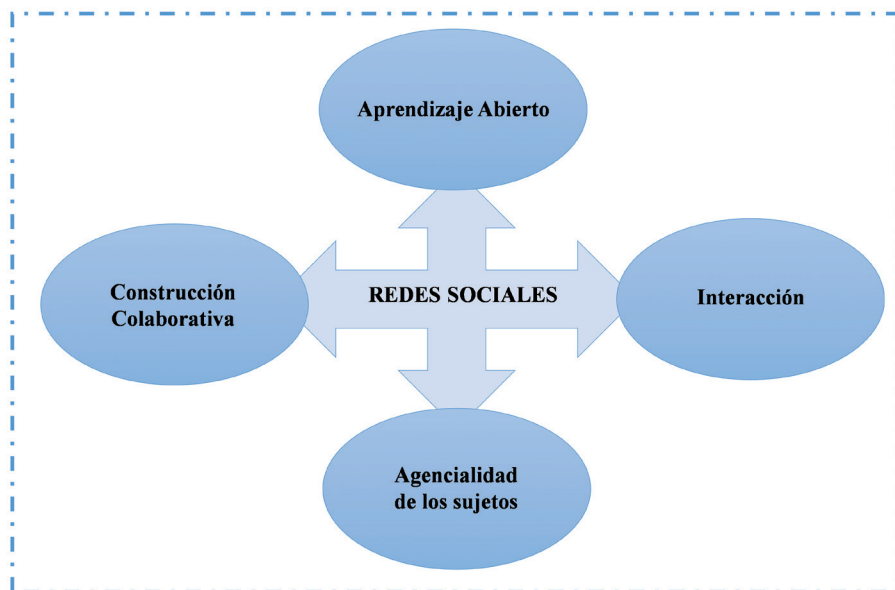 Aprendizaje Abierto
Construcción
Colaborativa
REDES SOCIALES
Interacción
Agencialidad
de los sujetos